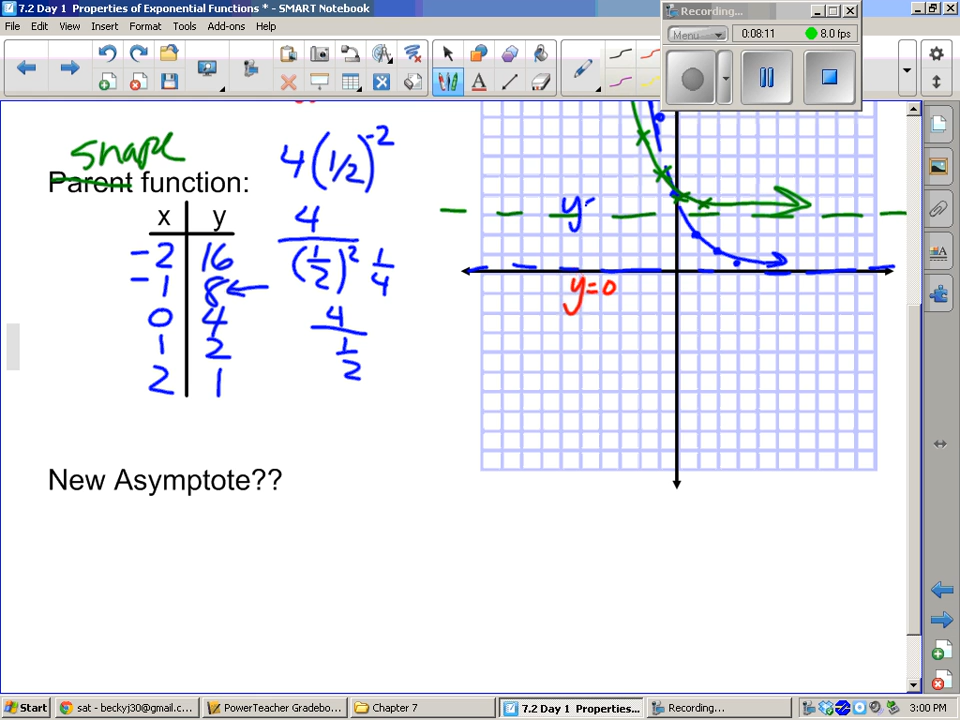 7.2 Day 1 Properties of Exponential Functions * - SMART Notebook
Recording...
File Edit View Insert Format Tools Add-ons Help
Menu 0:08:11 8.0 fps
shape
Parent function:
x y
-2 16
-1 8
0 4
1 2
2 1
4(1/2)^-2
4
(1/2)^2 1/4
4
1
2
y=
y=0
New Asymptote??
Start sat - beckyj30@gmail.c... PowerTeacher Gradebo... Chapter 7 7.2 Day 1 Properties... Recording... 3:00 PM